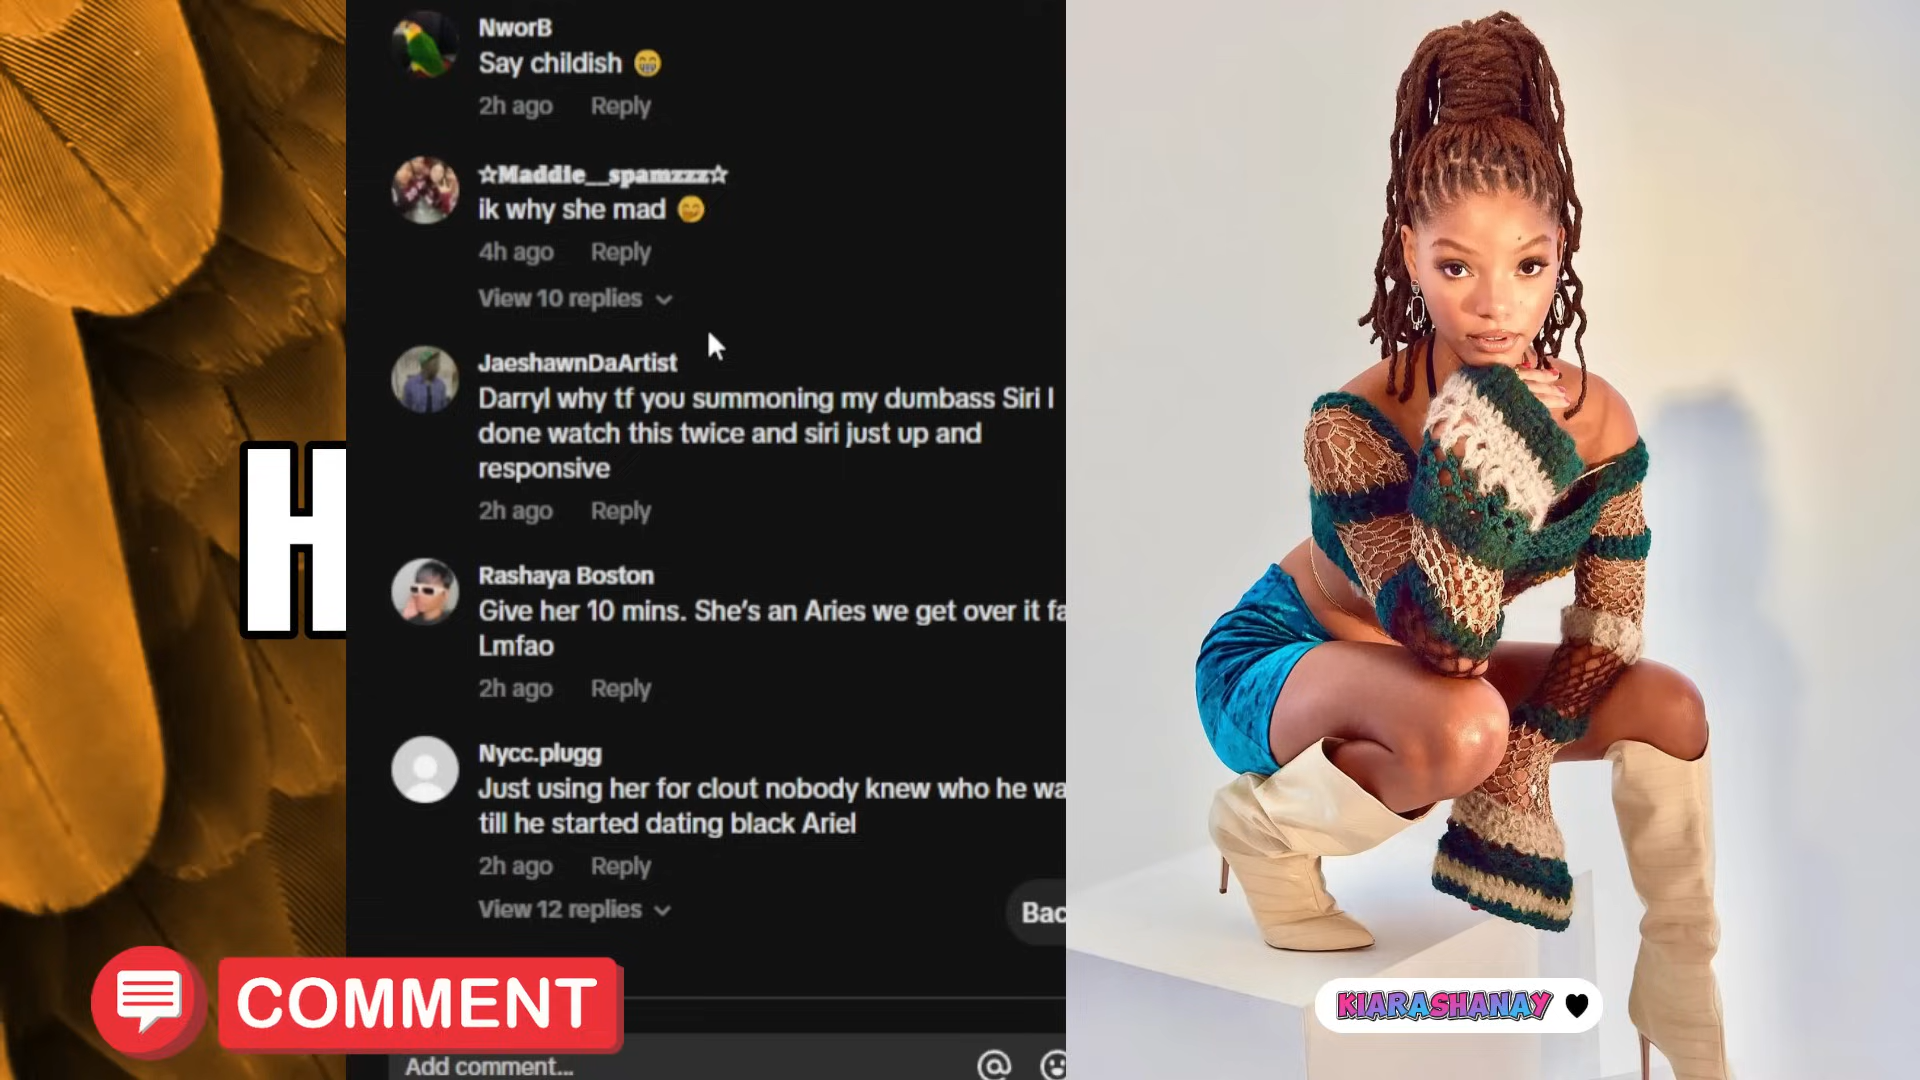 H
NworB
Say childish 😁
2h ago Reply
☆Maddie__spamzzz☆
ik why she mad 🤭
4h ago Reply
View 10 replies
JaeshawnDaArtist
Darryl why tf you summoning my dumbass Siri I
done watch this twice and siri just up and
responsive
2h ago Reply
Rashaya Boston
Give her 10 mins. She's an Aries we get over it fa
Lmfao
2h ago Reply
Nycc.plugg
Just using her for clout nobody knew who he wa
till he started dating black Ariel
2h ago Reply
View 12 replies
Bac
COMMENT
Add comment... @
KIARASHANAY 🖤